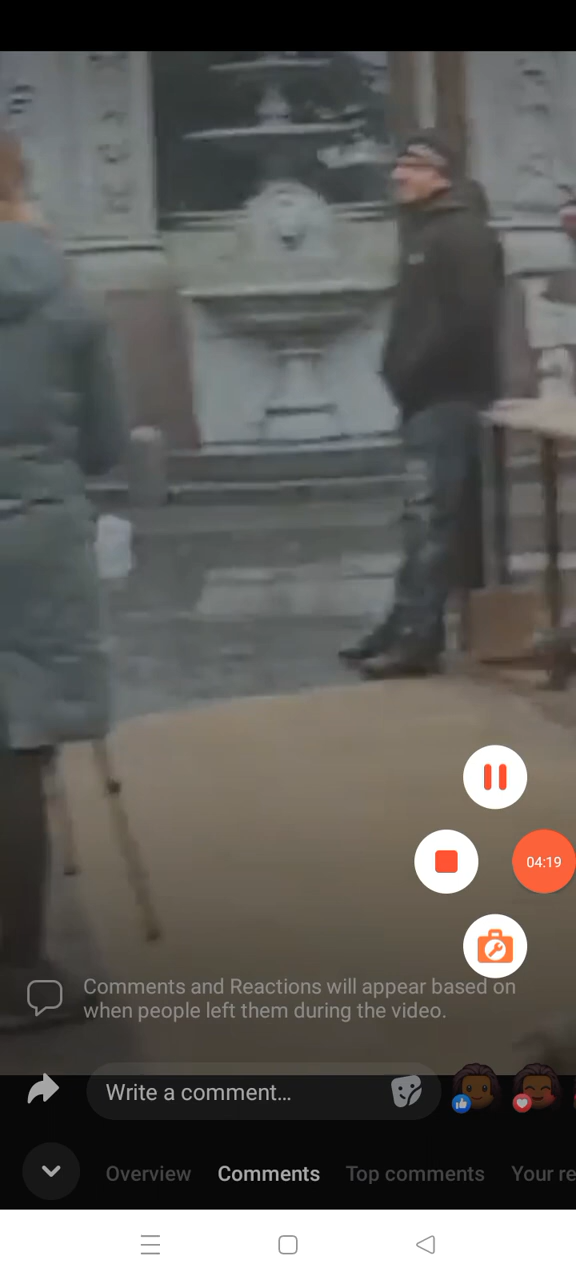 04:19
Comments and Reactions will appear based on
when people left them during the video.
Write a comment...
Overview Comments Top comments Your re